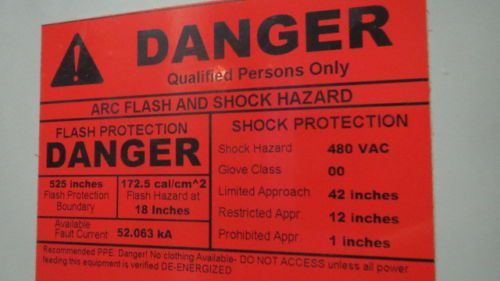 DANGER
Qualified Persons Only
ARC FLASH AND SHOCK HAZARD
FLASH PROTECTION
DANGER
525 inches
Flash Protection
Boundary
172.5 cal/cm^2
Flash Hazard at
18 Inches
Available
Fault Current 52.063 kA
SHOCK PROTECTION
Shock Hazard 480 VAC
Glove Class 00
Limited Approach 42 inches
Restricted Appr. 12 inches
Prohibited Appr. 1 inches
Recommended PPE. Danger! No clothing Available- DO NOT ACCESS unless all power
feeding this equipment is verified DE-ENERGIZED